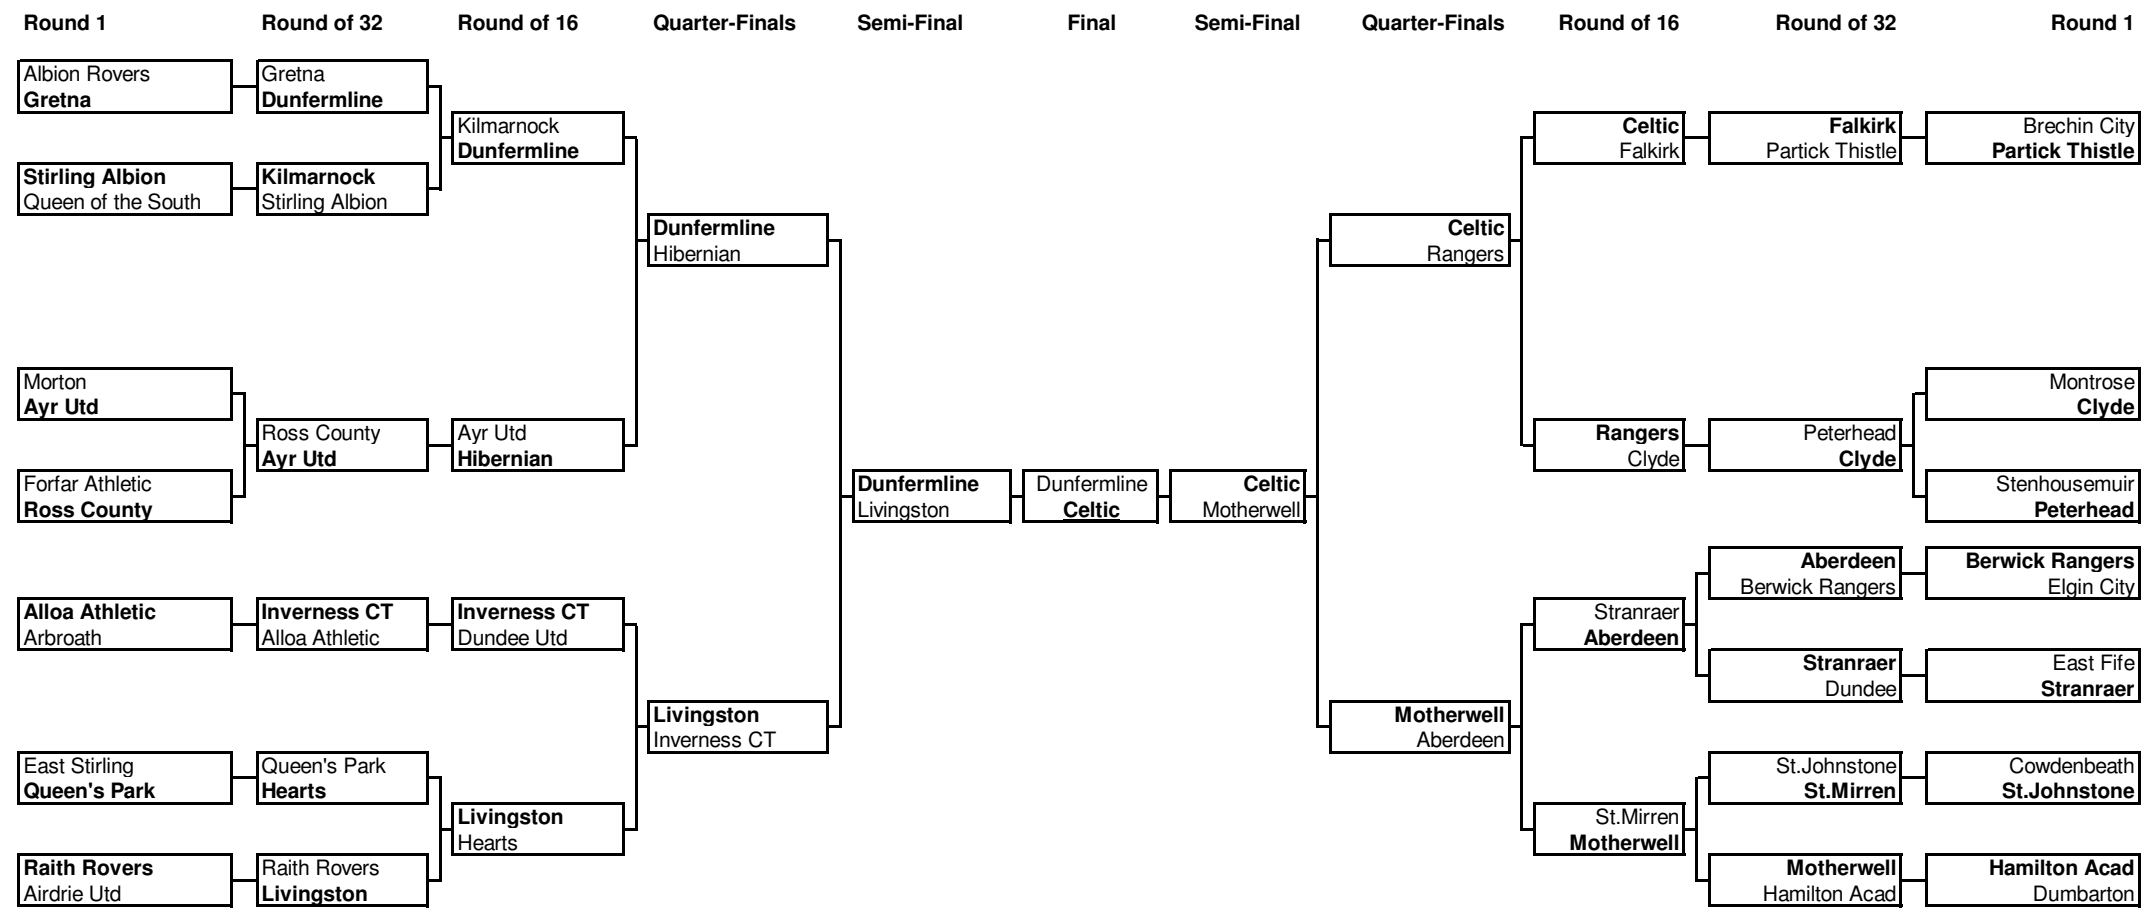 Round 1
Round of 32
Round of 16
Quarter-Finals
Semi-Final
Final
Semi-Final
Quarter-Finals
Round of 16
Round of 32
Round 1
Albion Rovers
Gretna
Stirling Albion
Queen of the South
Morton
Ayr Utd
Forfar Athletic
Ross County
Alloa Athletic
Arbroath
East Stirling
Queen's Park
Raith Rovers
Airdrie Utd
Gretna
Dunfermline
Kilmarnock
Stirling Albion
Ross County
Ayr Utd
Inverness CT
Alloa Athletic
Queen's Park
Hearts
Raith Rovers
Livingston
Kilmarnock
Dunfermline
Ayr Utd
Hibernian
Inverness CT
Dundee Utd
Livingston
Hearts
Dunfermline
Hibernian
Livingston
Inverness CT
Dunfermline
Livingston
Dunfermline
Celtic
Celtic
Motherwell
Celtic
Rangers
Motherwell
Aberdeen
Celtic
Falkirk
Rangers
Clyde
Stranraer
Aberdeen
St.Mirren
Motherwell
Falkirk
Partick Thistle
Peterhead
Clyde
Aberdeen
Berwick Rangers
Stranraer
Dundee
St.Johnstone
St.Mirren
Motherwell
Hamilton Acad
Brechin City
Partick Thistle
Montrose
Clyde
Stenhousemuir
Peterhead
Berwick Rangers
Elgin City
East Fife
Stranraer
Cowdenbeath
St.Johnstone
Hamilton Acad
Dumbarton